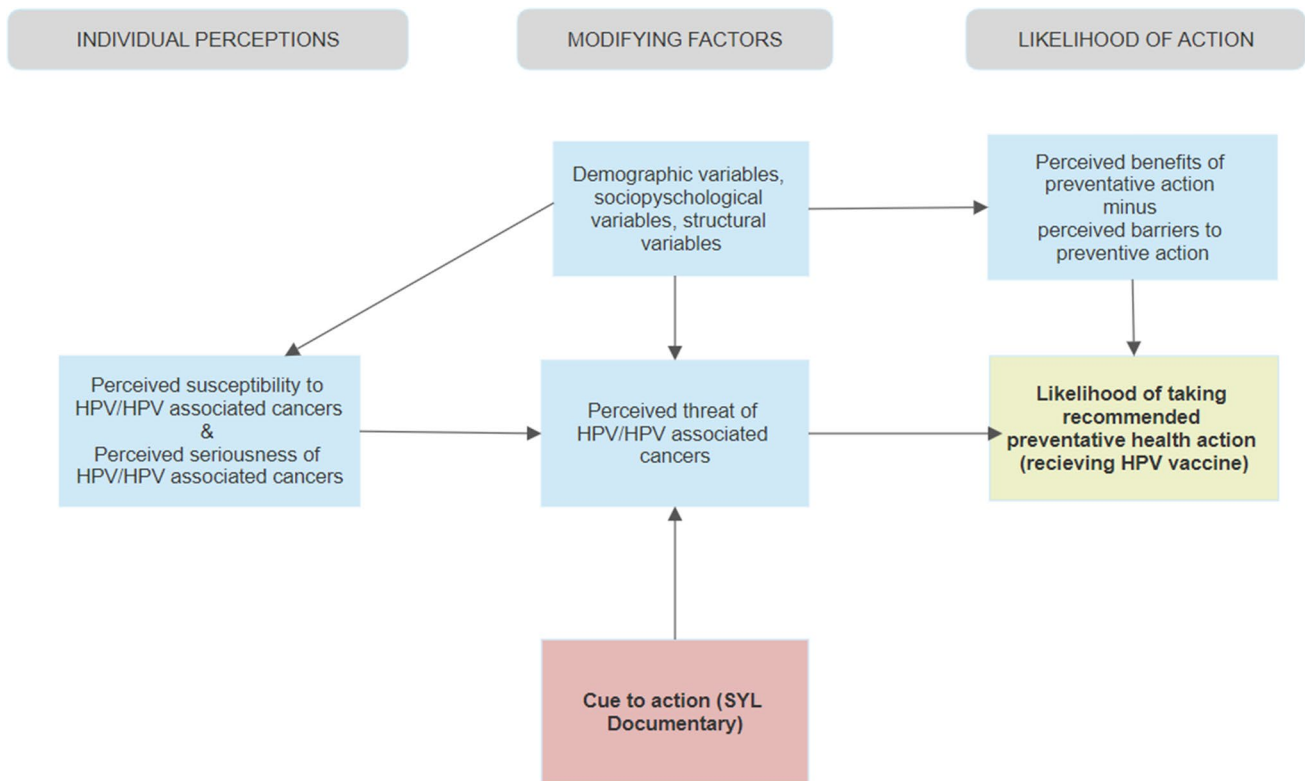 INDIVIDUAL PERCEPTIONS
MODIFYING FACTORS
LIKELIHOOD OF ACTION
Demographic variables,
sociopyschological
variables, structural
variables
Perceived benefits of
preventative action
minus
perceived barriers to
preventive action
Perceived susceptibility to
HPV/HPV associated cancers
&
Perceived seriousness of
HPV/HPV associated cancers
Perceived threat of
HPV/HPV associated
cancers
Likelihood of taking
recommended
preventative health action
(recieving HPV vaccine)
Cue to action (SYL
Documentary)